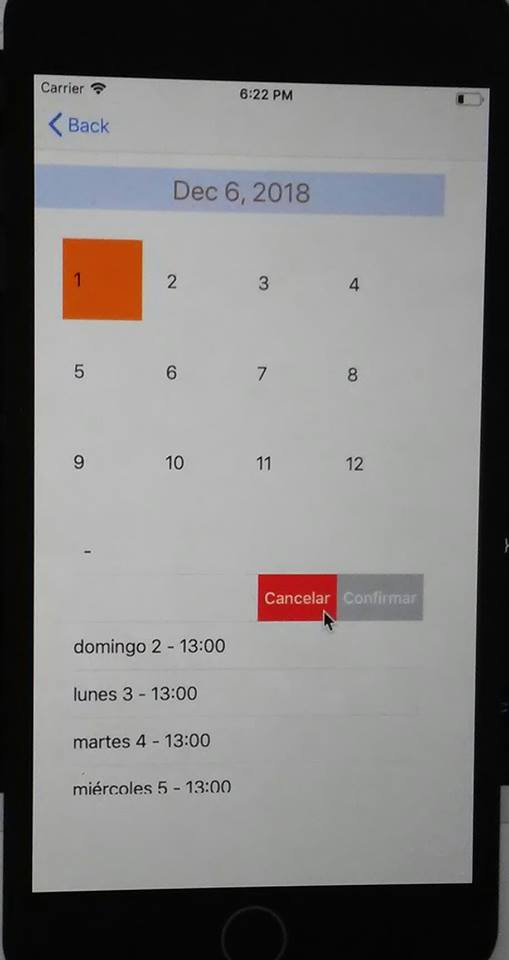 Carrier 6:22 PM
Back
Dec 6, 2018
1 2 3 4
5 6 7 8
9 10 11 12
-
Cancelar Confirmar
domingo 2 - 13:00
lunes 3 - 13:00
martes 4 - 13:00
miércoles 5 - 13:00